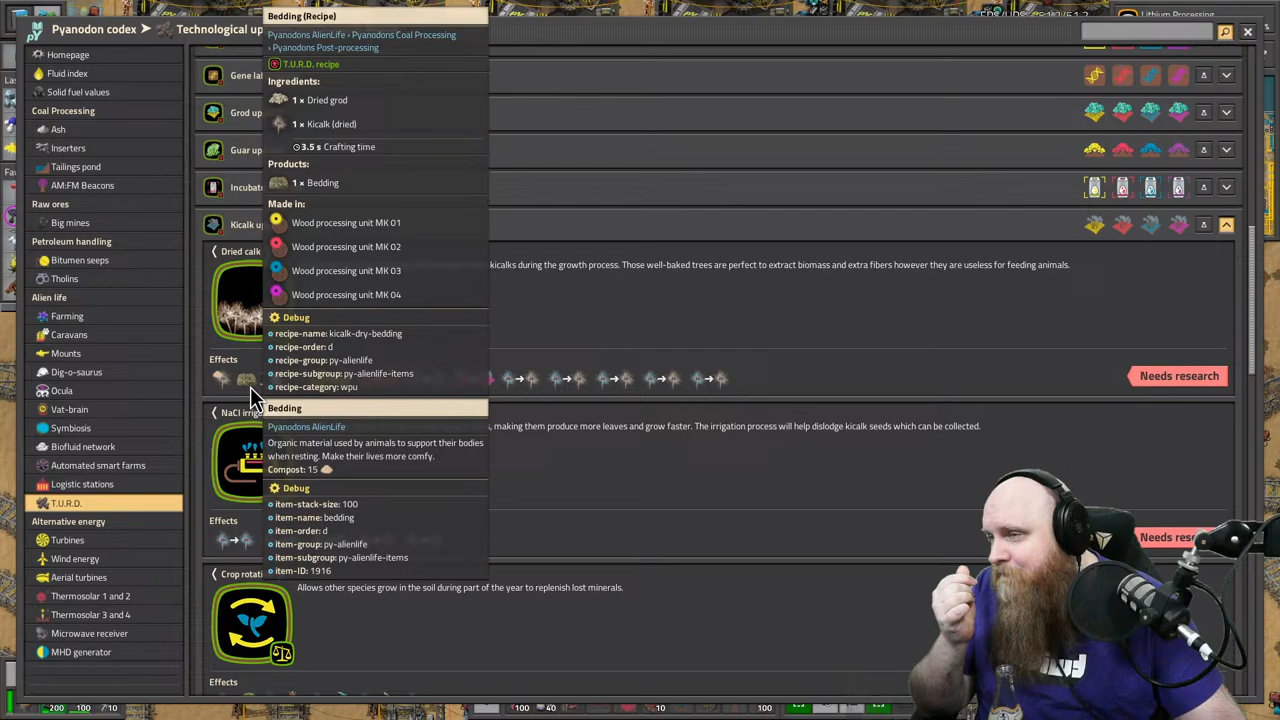 Pyanodon codex
Technological up
Lithium Processing
Homepage
Fluid index
Solid fuel values
Coal Processing
Ash
Inserters
Tailings pond
AM:FM Beacons
Raw ores
Big mines
Petroleum handling
Bitumen seeps
Tholins
Alien life
Farming
Caravans
Mounts
Dig-o-saurus
Ocula
Vat-brain
Symbiosis
Biofluid network
Automated smart farms
Logistic stations
T.U.R.D.
Alternative energy
Turbines
Wind energy
Aerial turbines
Thermosolar 1 and 2
Thermosolar 3 and 4
Microwave receiver
MHD generator
Gene la
Grod up
Guar up
Incubato
Kicalk up
Dried calk
kicalks during the growth process. Those well-baked trees are perfect to extract biomass and extra fibers however they are useless for feeding animals.
Effects
Needs research
NaCl irrig
, making them produce more leaves and grow faster. The irrigation process will help dislodge kicalk seeds which can be collected.
Effects
Needs rese
Crop rotati
Allows other species grow in the soil during part of the year to replenish lost minerals.
Effects
Bedding (Recipe)
Pyanodons AlienLife › Pyanodons Coal Processing
› Pyanodons Post-processing
T.U.R.D. recipe
Ingredients:
1 × Dried grod
1 × Kicalk (dried)
3.5 s Crafting time
Products:
1 × Bedding
Made in:
Wood processing unit MK 01
Wood processing unit MK 02
Wood processing unit MK 03
Wood processing unit MK 04
Debug
recipe-name: kicalk-dry-bedding
recipe-order: d
recipe-group: py-alienlife
recipe-subgroup: py-alienlife-items
recipe-category: wpu
Bedding
Pyanodons AlienLife
Organic material used by animals to support their bodies
when resting. Make their lives more comfy.
Compost: 15
Debug
item-stack-size: 100
item-name: bedding
item-order: d
item-group: py-alienlife
item-subgroup: py-alienlife-items
item-ID: 1916
200 100 10
100 40 10 100